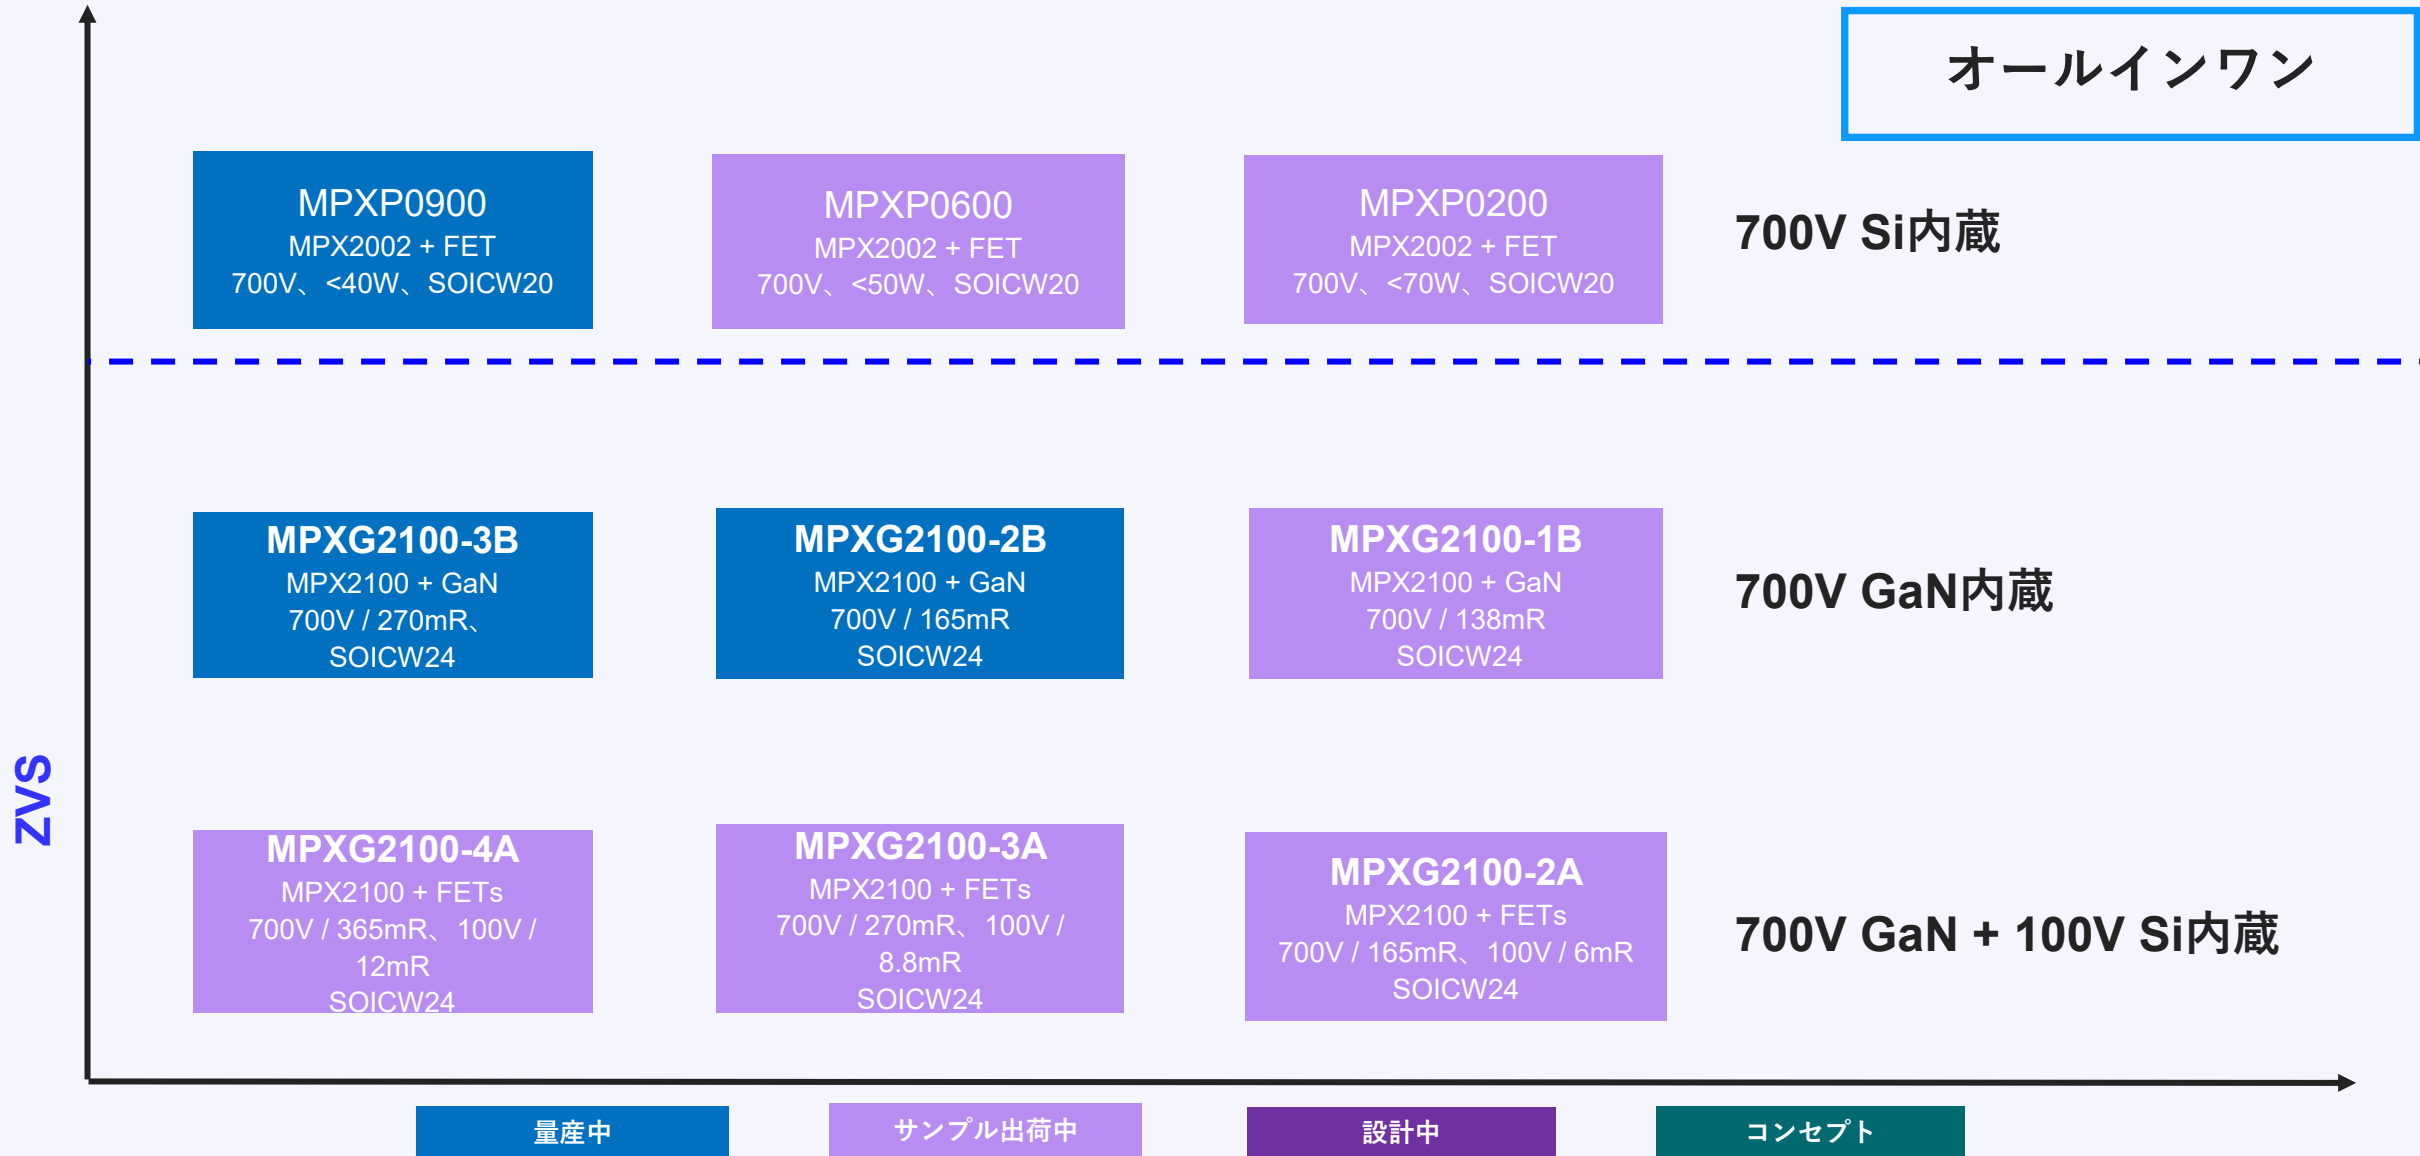 オールインワン
MPXP0900
MPX2002 + FET
700V、<40W、SOICW20
MPXP0600
MPX2002 + FET
700V、<50W、SOICW20
MPXP0200
MPX2002 + FET
700V、<70W、SOICW20
700V Si内蔵
MPXG2100-3B
MPX2100 + GaN
700V / 270mR、
SOICW24
MPXG2100-2B
MPX2100 + GaN
700V / 165mR
SOICW24
MPXG2100-1B
MPX2100 + GaN
700V / 138mR
SOICW24
700V GaN内蔵
ZVS
MPXG2100-4A
MPX2100 + FETs
700V / 365mR、100V /
12mR
SOICW24
MPXG2100-3A
MPX2100 + FETs
700V / 270mR、100V /
8.8mR
SOICW24
MPXG2100-2A
MPX2100 + FETs
700V / 165mR、100V / 6mR
SOICW24
700V GaN + 100V Si内蔵
量産中
サンプル出荷中
設計中
コンセプト